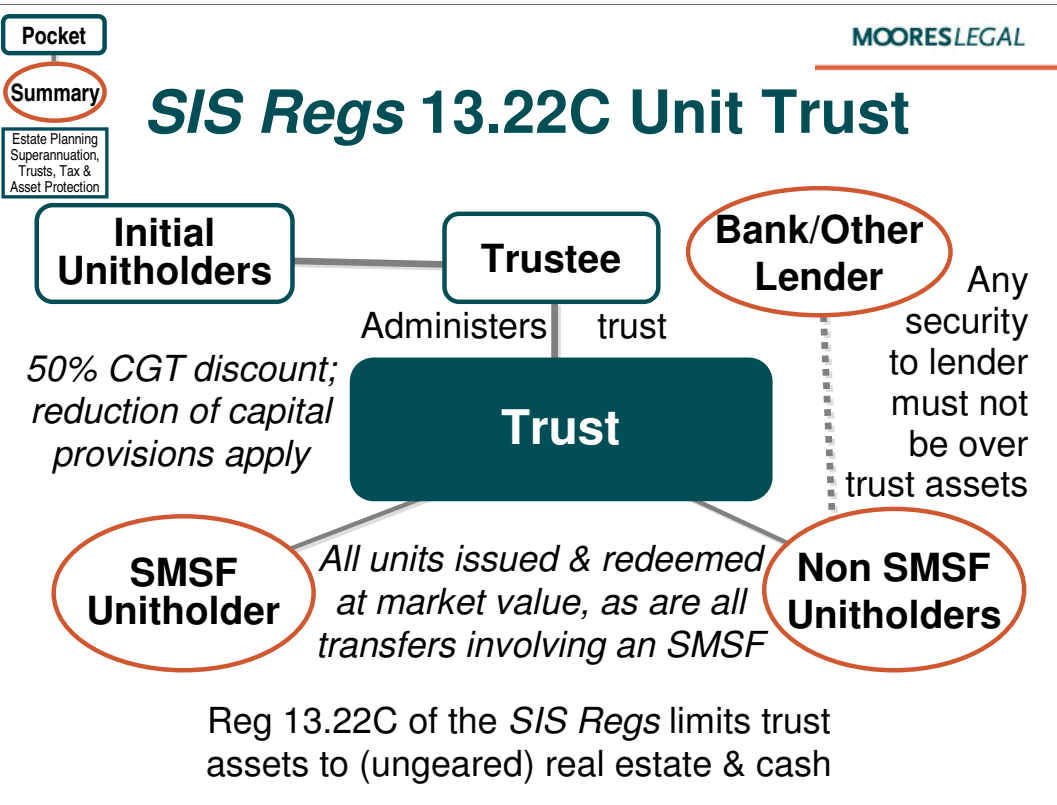 Pocket
MOORESLEGAL
Summary
SIS Regs 13.22C Unit Trust
Estate Planning
Superannuation,
Trusts, Tax &
Asset Protection
Initial
Unitholders
Trustee
Bank/Other
Lender
Any
security
to lender
must not
be over
trust assets
Administers trust
50% CGT discount;
reduction of capital
provisions apply
Trust
SMSF
Unitholder
All units issued & redeemed
at market value, as are all
transfers involving an SMSF
Non SMSF
Unitholders
Reg 13.22C of the SIS Regs limits trust
assets to (ungeared) real estate & cash